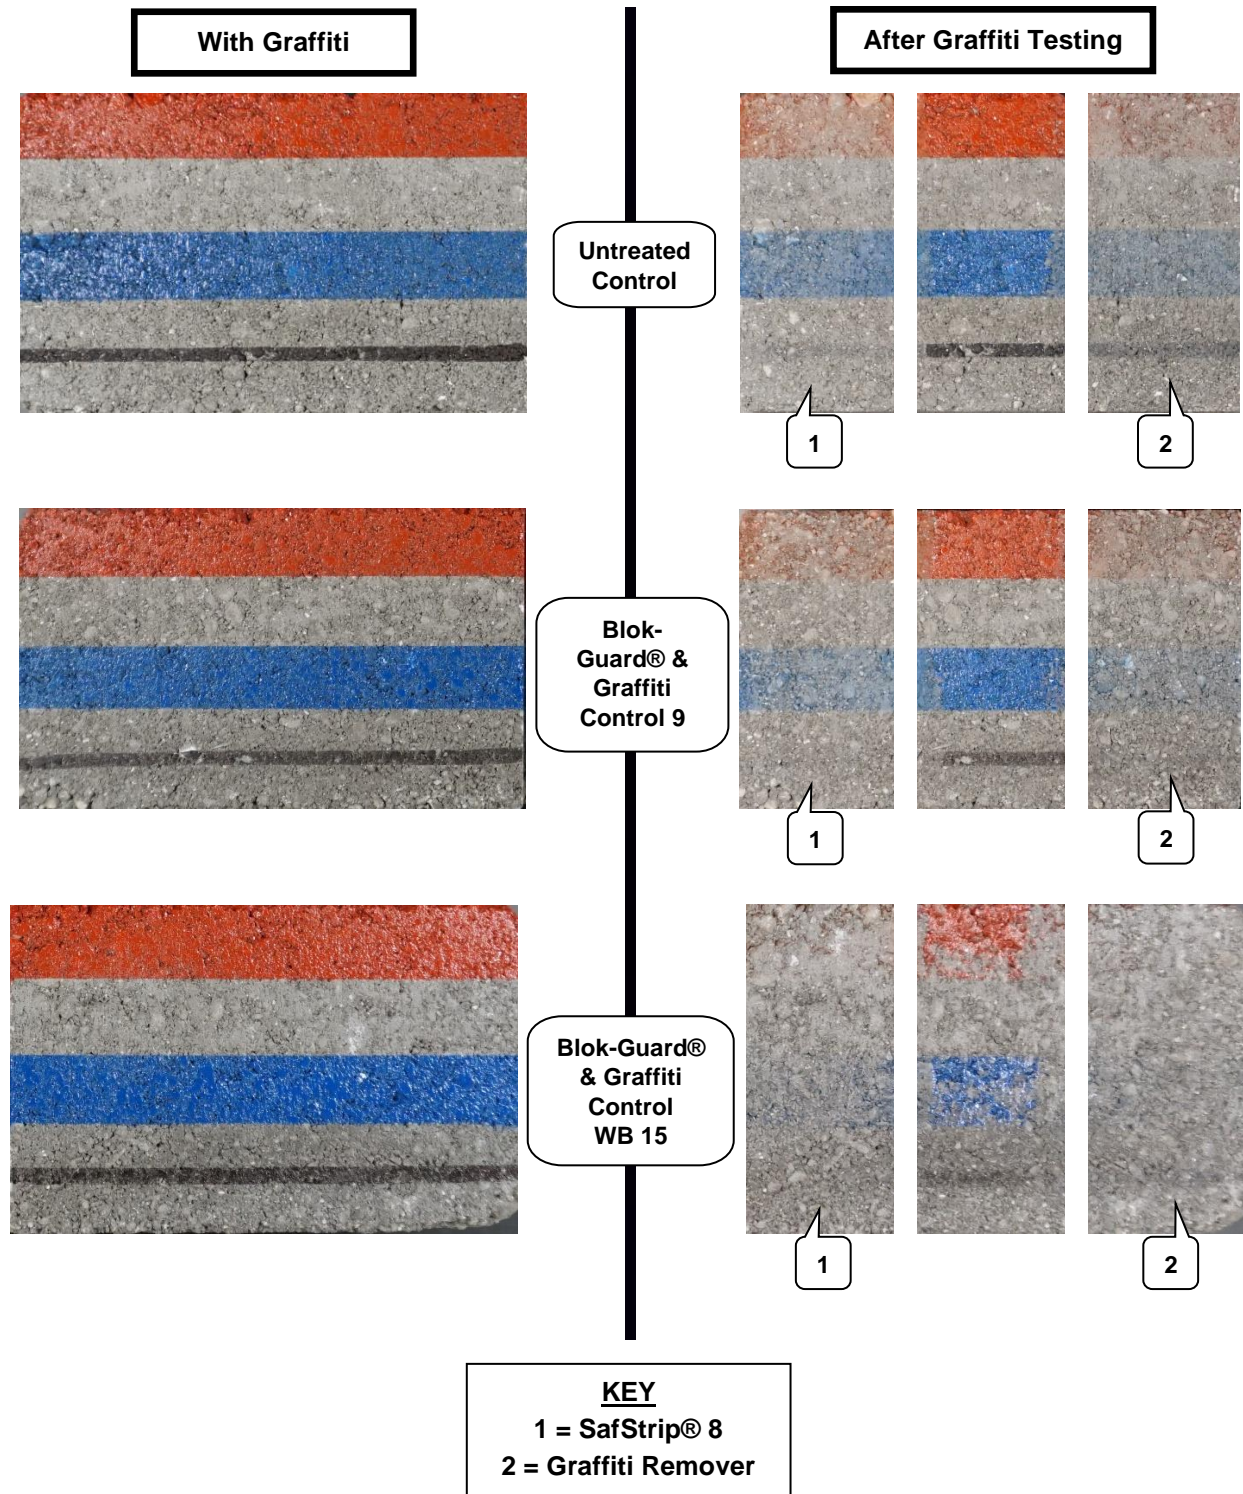 With Graffiti
After Graffiti Testing
Untreated
Control
1
2
Blok-
Guard® &
Graffiti
Control 9
1
2
Blok-Guard®
& Graffiti
Control
WB 15
1
2
KEY
1 = SafStrip® 8
2 = Graffiti Remover